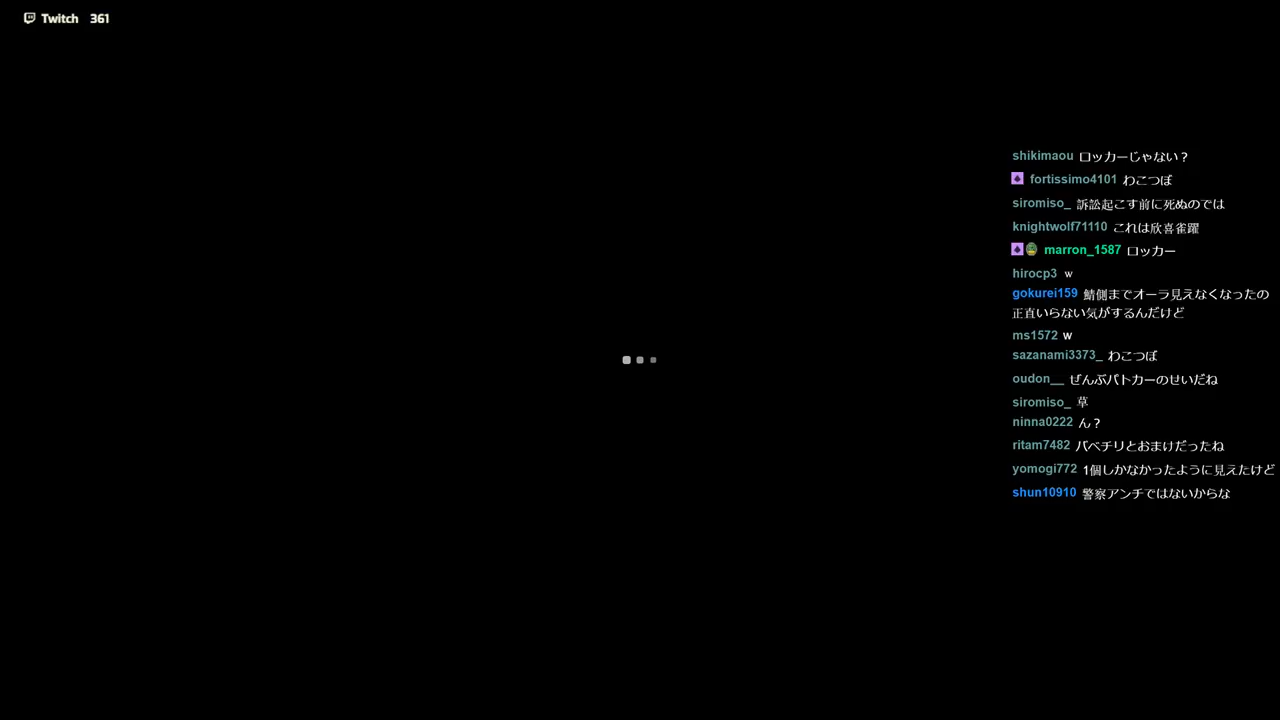 Twitch 361
shikimaou ロッカーじゃない？
fortissimo4101 わこつぼ
siromiso_ 訴訟起こす前に死ぬのでは
knightwolf71110 これは欣喜雀躍
marron_1587 ロッカー
hirocp3 w
gokurei159 鯖側までオーラ見えなくなったの
正直いらない気がするんだけど
ms1572 w
sazanami3373_ わこつぼ
oudon__ ぜんぶパトカーのせいだね
siromiso_ 草
ninna0222 ん？
ritam7482 バベチリとおまけだったね
yomogi772 1個しかなかったように見えたけど
shun10910 警察アンチではないからな